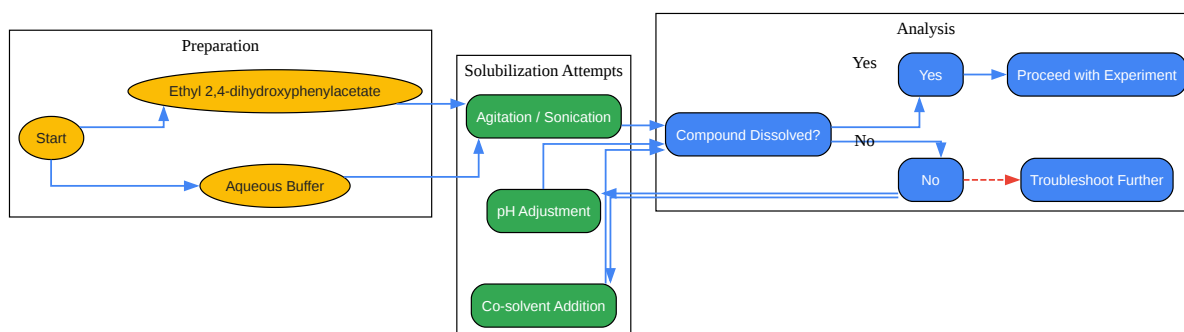 Preparation
Start
Ethyl 2,4-dihydroxyphenylacetate
Aqueous Buffer
Solubilization Attempts
Agitation / Sonication
pH Adjustment
Co-solvent Addition
Analysis
Compound Dissolved?
Yes
Yes
Proceed with Experiment
No
No
Troubleshoot Further